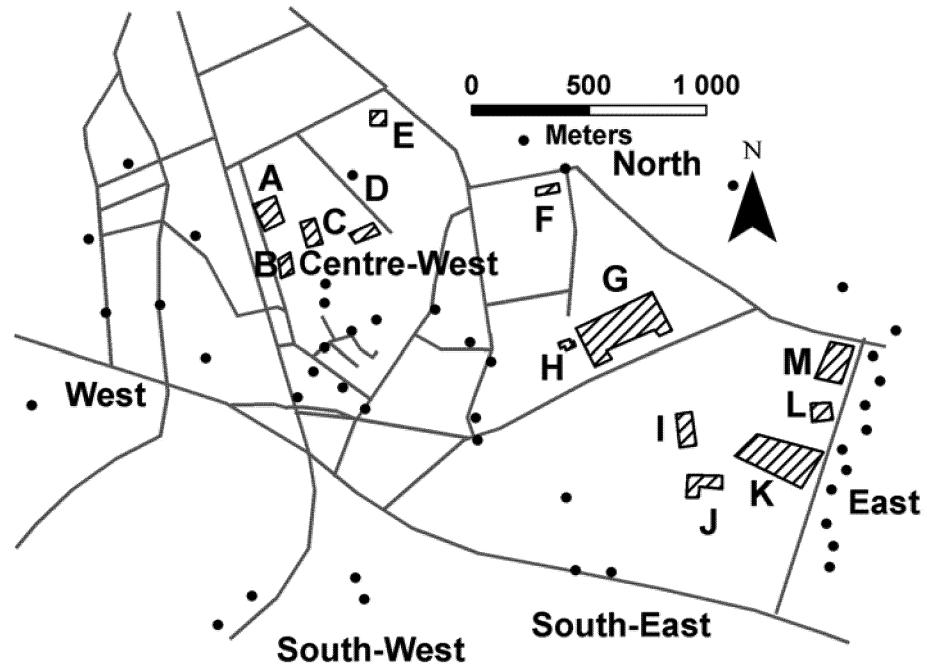 0 500 1 000
Meters
North
N
E
A
D
C
F
B
Centre-West
G
H
M
West
L
I
K
East
J
South-East
South-West